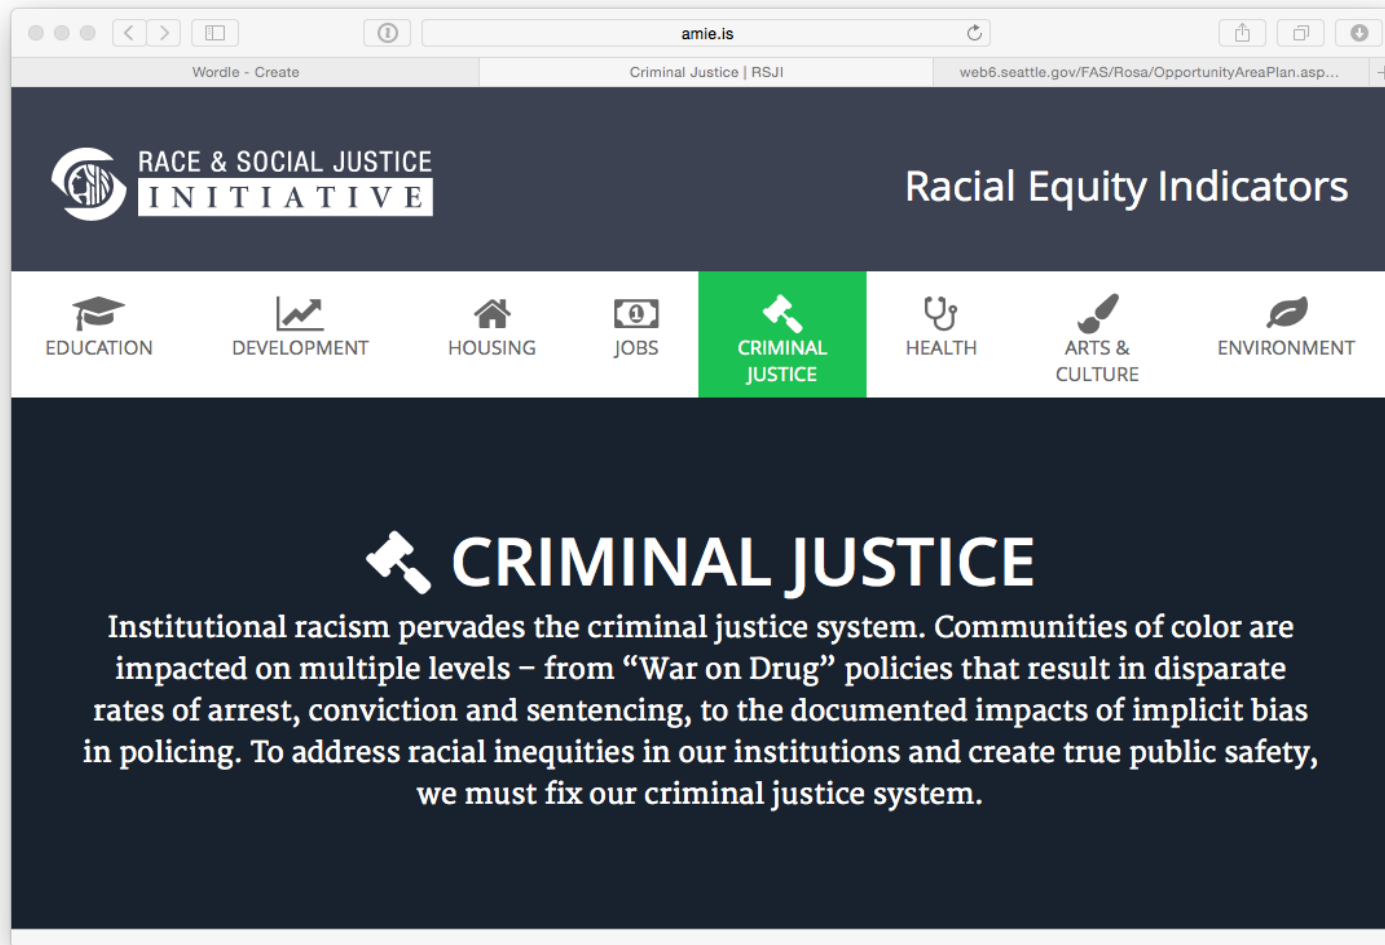 amie.is
Wordle - Create
Criminal Justice | RSJI
web6.seattle.gov/FAS/Rosa/OpportunityAreaPlan.asp...
RACE & SOCIAL JUSTICE
INITIATIVE
Racial Equity Indicators
EDUCATION
DEVELOPMENT
HOUSING
JOBS
CRIMINAL
JUSTICE
HEALTH
ARTS &
CULTURE
ENVIRONMENT
CRIMINAL JUSTICE
Institutional racism pervades the criminal justice system. Communities of color are
impacted on multiple levels – from “War on Drug” policies that result in disparate
rates of arrest, conviction and sentencing, to the documented impacts of implicit bias
in policing. To address racial inequities in our institutions and create true public safety,
we must fix our criminal justice system.